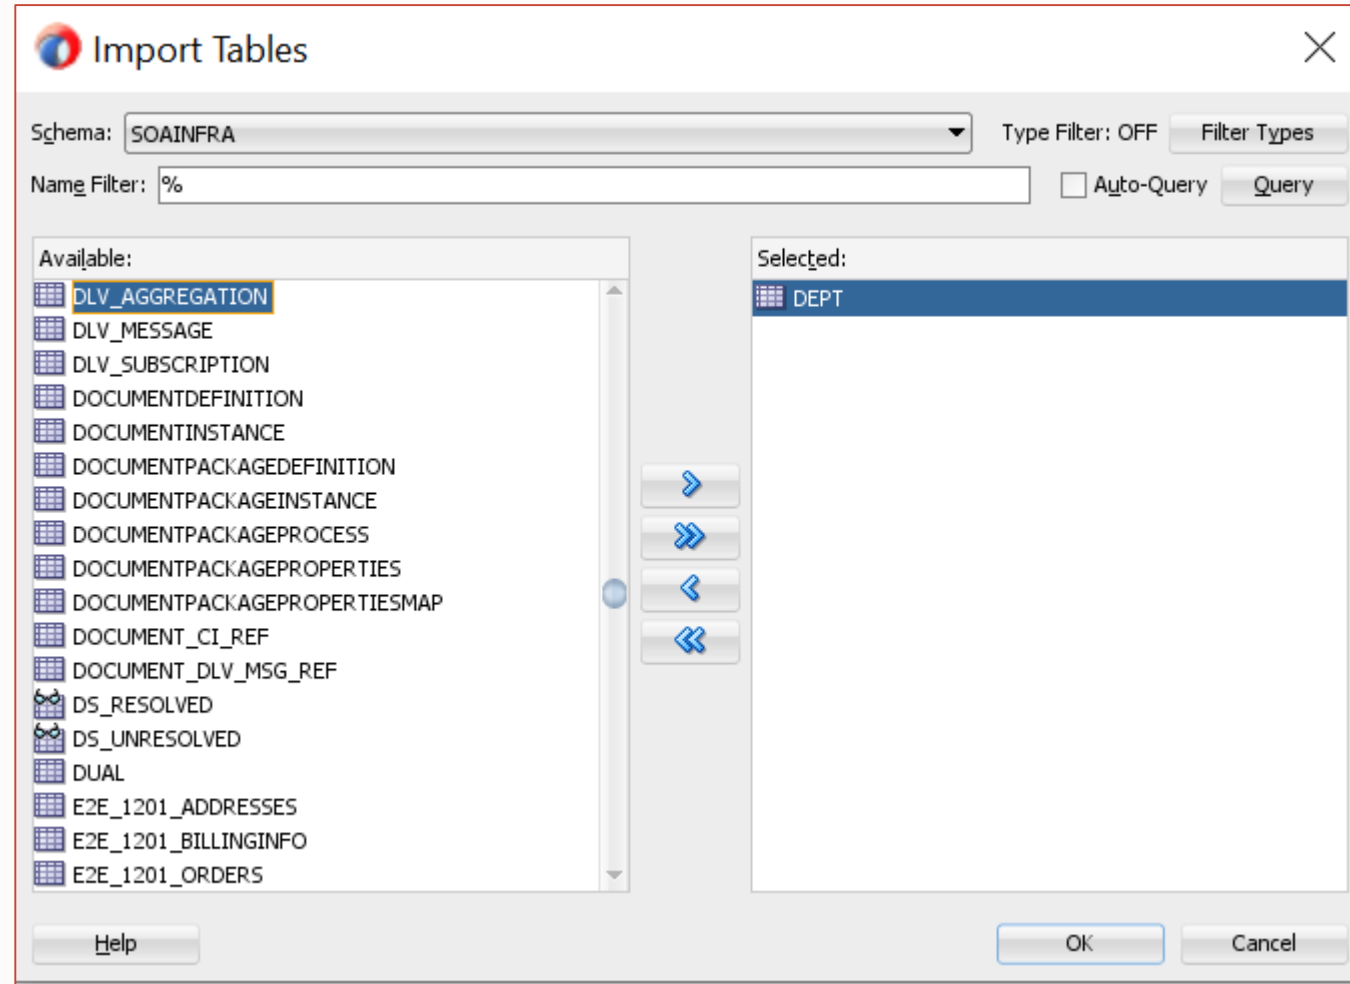 Import Tables
Schema: SOAINFRA Type Filter: OFF Filter Types
Name Filter: % Auto-Query Query
Available: Selected:
DLV_AGGREGATION DEPT
DLV_MESSAGE
DLV_SUBSCRIPTION
DOCUMENTDEFINITION
DOCUMENTINSTANCE
DOCUMENTPACKAGEDEFINITION
DOCUMENTPACKAGEINSTANCE
DOCUMENTPACKAGEPROCESS
DOCUMENTPACKAGEPROPERTIES
DOCUMENTPACKAGEPROPERTIESMAP
DOCUMENT_CI_REF
DOCUMENT_DLV_MSG_REF
DS_RESOLVED
DS_UNRESOLVED
DUAL
E2E_1201_ADDRESSES
E2E_1201_BILLINGINFO
E2E_1201_ORDERS
Help OK Cancel